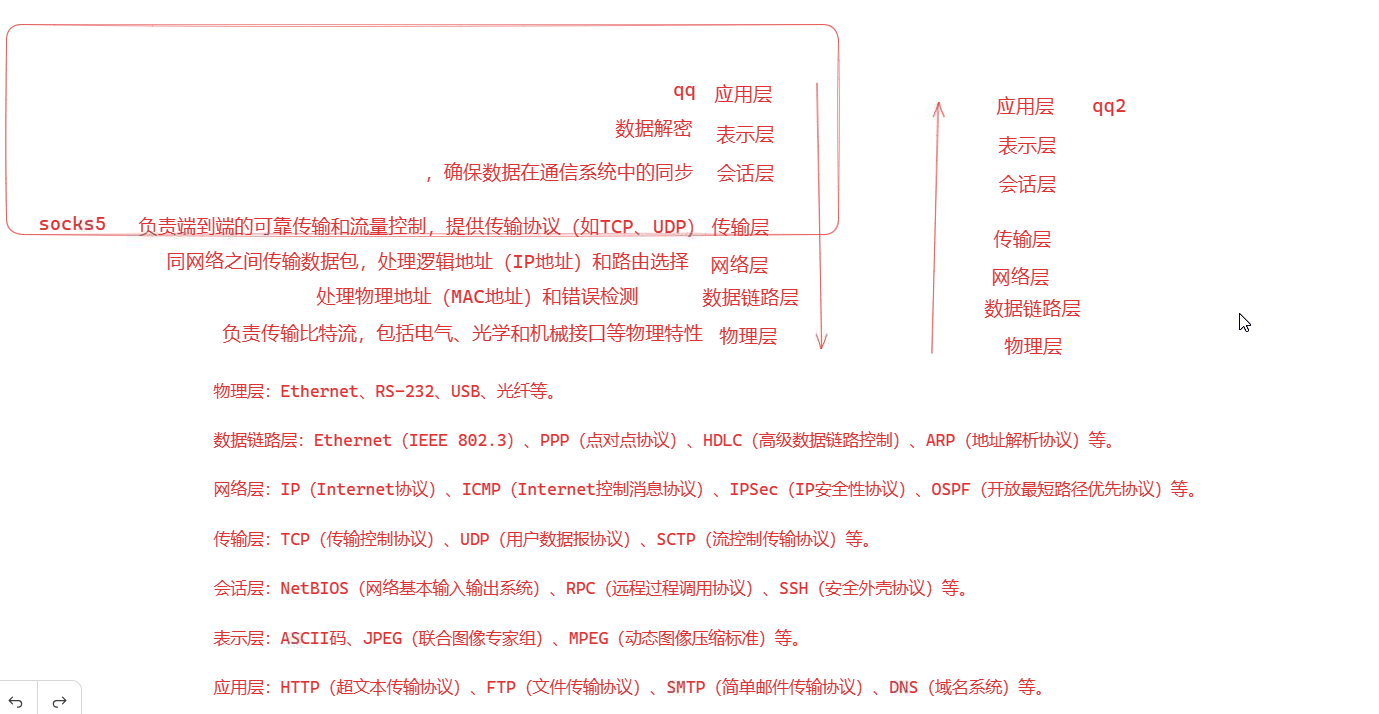 qq 应用层
应用层 qq2
数据解密 表示层
表示层
，确保数据在通信系统中的同步 会话层
会话层
socks5 负责端到端的可靠传输和流量控制，提供传输协议（如TCP、UDP） 传输层
传输层
同网络之间传输数据包，处理逻辑地址（IP地址）和路由选择 网络层
网络层
处理物理地址（MAC地址）和错误检测 数据链路层
数据链路层
负责传输比特流，包括电气、光学和机械接口等物理特性 物理层
物理层
物理层：Ethernet、RS-232、USB、光纤等。
数据链路层：Ethernet（IEEE 802.3）、PPP（点对点协议）、HDLC（高级数据链路控制）、ARP（地址解析协议）等。
网络层：IP（Internet协议）、ICMP（Internet控制消息协议）、IPSec（IP安全性协议）、OSPF（开放最短路径优先协议）等。
传输层：TCP（传输控制协议）、UDP（用户数据报协议）、SCTP（流控制传输协议）等。
会话层：NetBIOS（网络基本输入输出系统）、RPC（远程过程调用协议）、SSH（安全外壳协议）等。
表示层：ASCII码、JPEG（联合图像专家组）、MPEG（动态图像压缩标准）等。
应用层：HTTP（超文本传输协议）、FTP（文件传输协议）、SMTP（简单邮件传输协议）、DNS（域名系统）等。